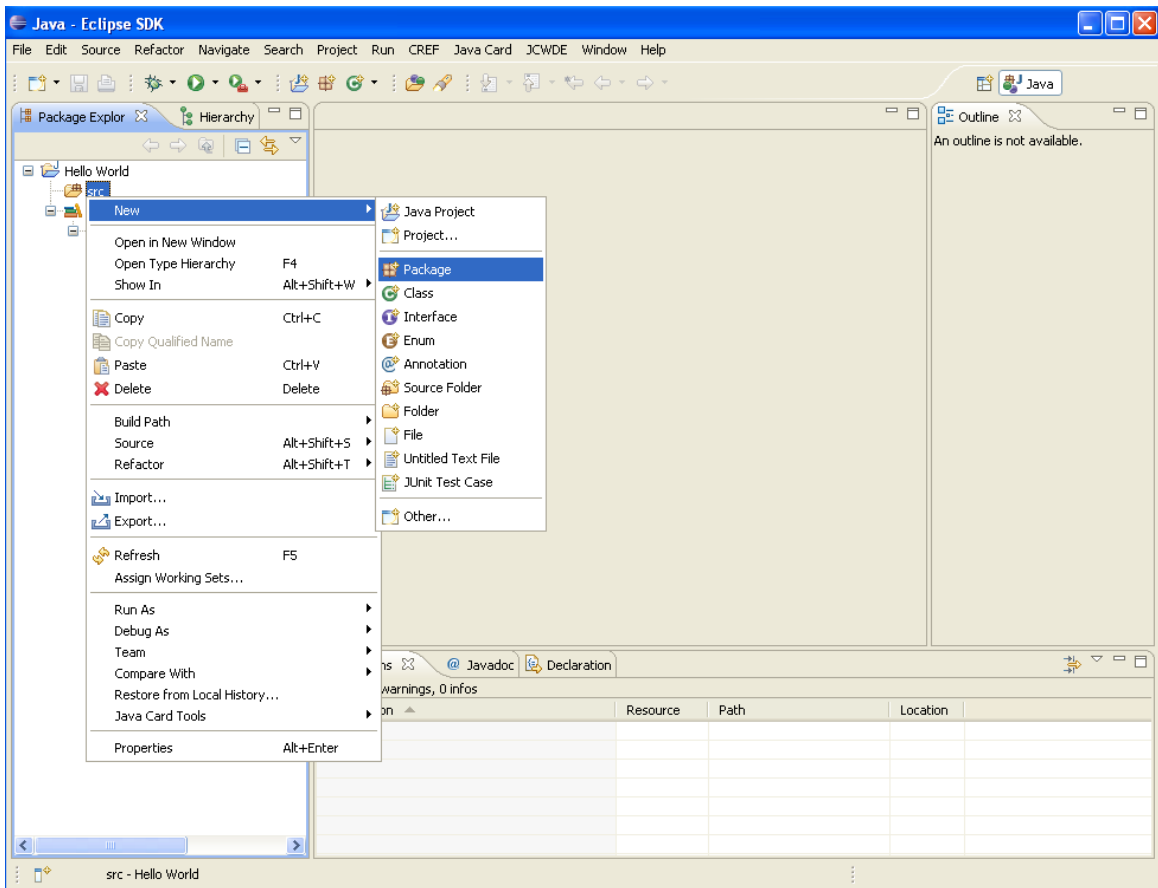 Java - Eclipse SDK
File Edit Source Refactor Navigate Search Project Run CREF Java Card JCWDE Window Help
Java
Package Explor Hierarchy
Outline
An outline is not available.
Hello World
src
New
Open in New Window
Open Type Hierarchy F4
Show In Alt+Shift+W
Copy Ctrl+C
Copy Qualified Name
Paste Ctrl+V
Delete Delete
Build Path
Source Alt+Shift+S
Refactor Alt+Shift+T
Import...
Export...
Refresh F5
Assign Working Sets...
Run As
Debug As
Team
Compare With
Restore from Local History...
Java Card Tools
Properties Alt+Enter
Java Project
Project...
Package
Class
Interface
Enum
Annotation
Source Folder
Folder
File
Untitled Text File
JUnit Test Case
Other...
ns Javadoc Declaration
warnings, 0 infos
on Resource Path Location
src - Hello World